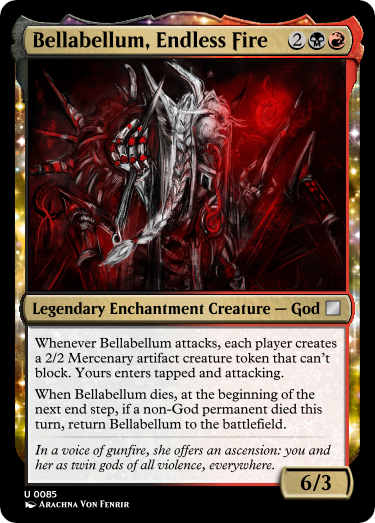 Bellabellum, Endless Fire 2
Legendary Enchantment Creature — God
Whenever Bellabellum attacks, each player creates
a 2/2 Mercenary artifact creature token that can't
block. Yours enters tapped and attacking.
When Bellabellum dies, at the beginning of the
next end step, if a non-God permanent died this
turn, return Bellabellum to the battlefield.
In a voice of gunfire, she offers an ascension: you and
her as twin gods of all violence, everywhere.
6/3
U 0085
Arachna Von Fenrir